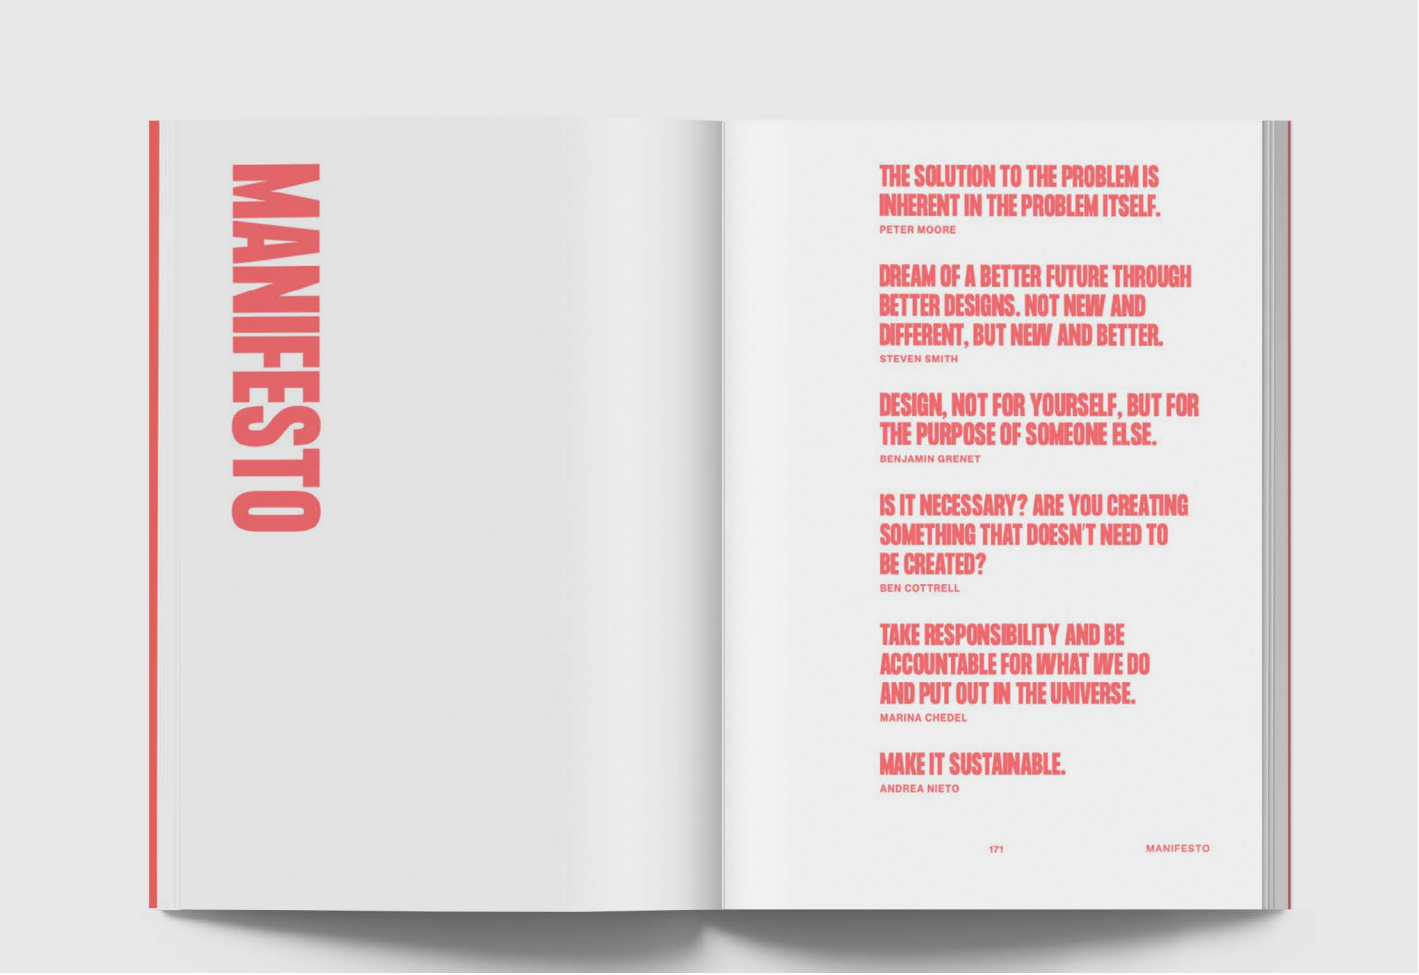 MANIFESTO
THE SOLUTION TO THE PROBLEM IS
INHERENT IN THE PROBLEM ITSELF.
PETER MOORE
DREAM OF A BETTER FUTURE THROUGH
BETTER DESIGNS. NOT NEW AND
DIFFERENT, BUT NEW AND BETTER.
STEVEN SMITH
DESIGN, NOT FOR YOURSELF, BUT FOR
THE PURPOSE OF SOMEONE ELSE.
BENJAMIN GRENET
IS IT NECESSARY? ARE YOU CREATING
SOMETHING THAT DOESN'T NEED TO
BE CREATED?
BEN COTTRELL
TAKE RESPONSIBILITY AND BE
ACCOUNTABLE FOR WHAT WE DO
AND PUT OUT IN THE UNIVERSE.
MARINA CHEDEL
MAKE IT SUSTAINABLE.
ANDREA NIETO
171
MANIFESTO